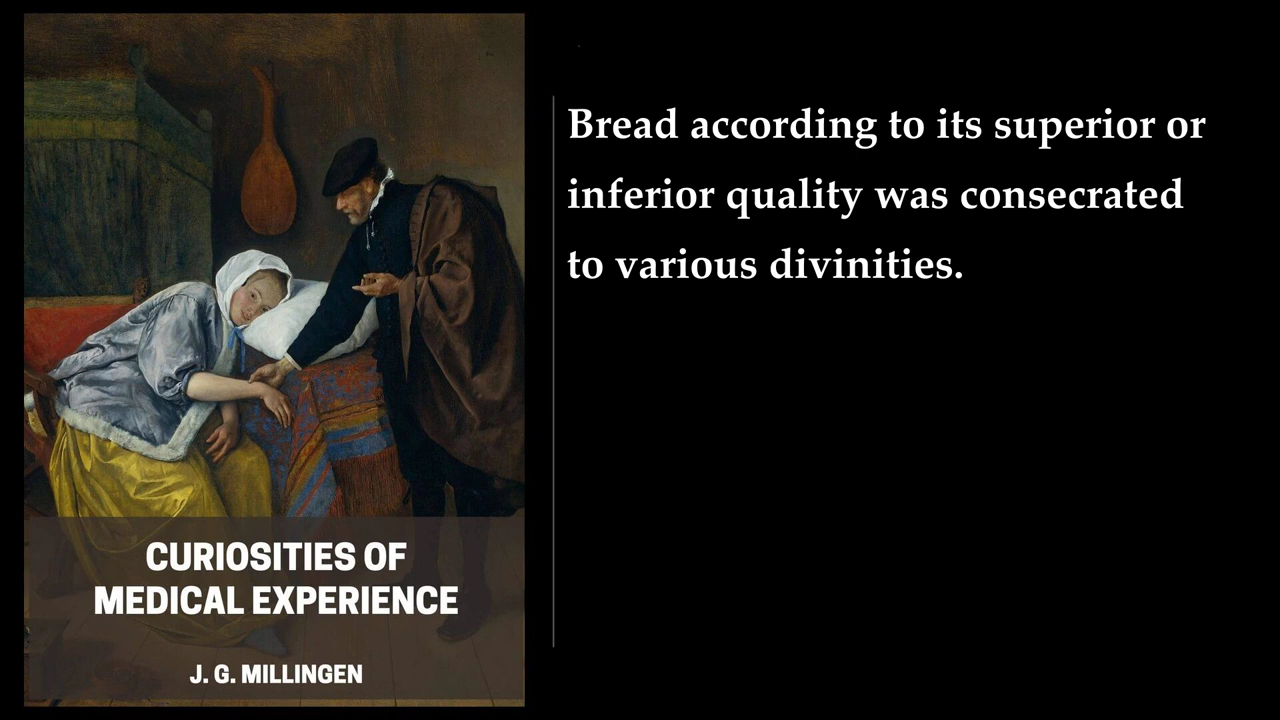 Bread according to its superior or
inferior quality was consecrated
to various divinities.
CURIOSITIES OF
MEDICAL EXPERIENCE
J. G. MILLINGEN